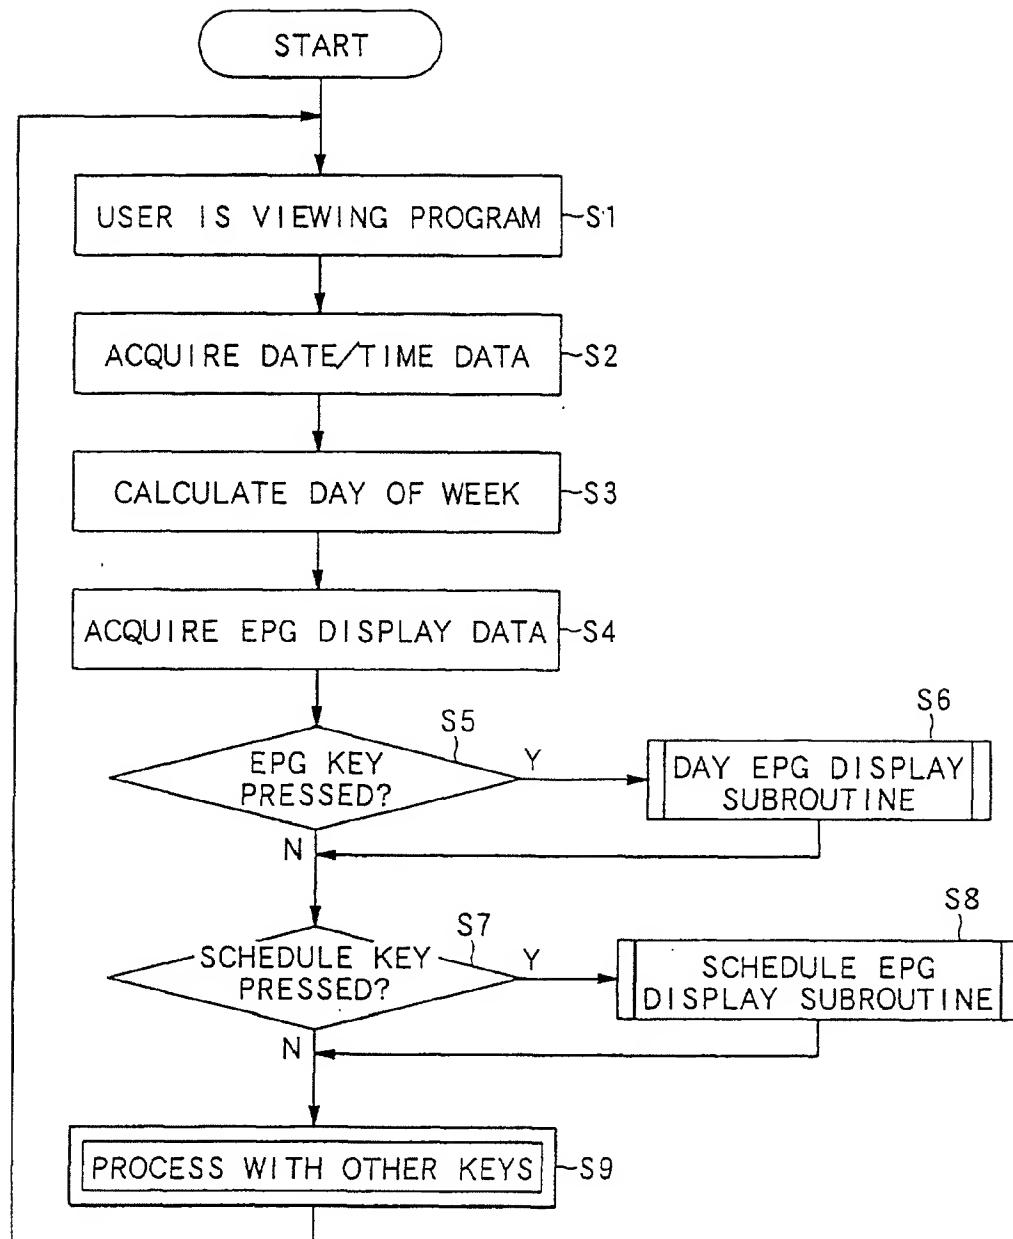 START
USER IS VIEWING PROGRAM
S1
ACQUIRE DATE/TIME DATA
S2
CALCULATE DAY OF WEEK
S3
ACQUIRE EPG DISPLAY DATA
S4
EPG KEY
PRESSED?
S5
Y
N
DAY EPG DISPLAY
SUBROUTINE
S6
SCHEDULE KEY
PRESSED?
S7
Y
N
SCHEDULE EPG
DISPLAY SUBROUTINE
S8
PROCESS WITH OTHER KEYS
S9